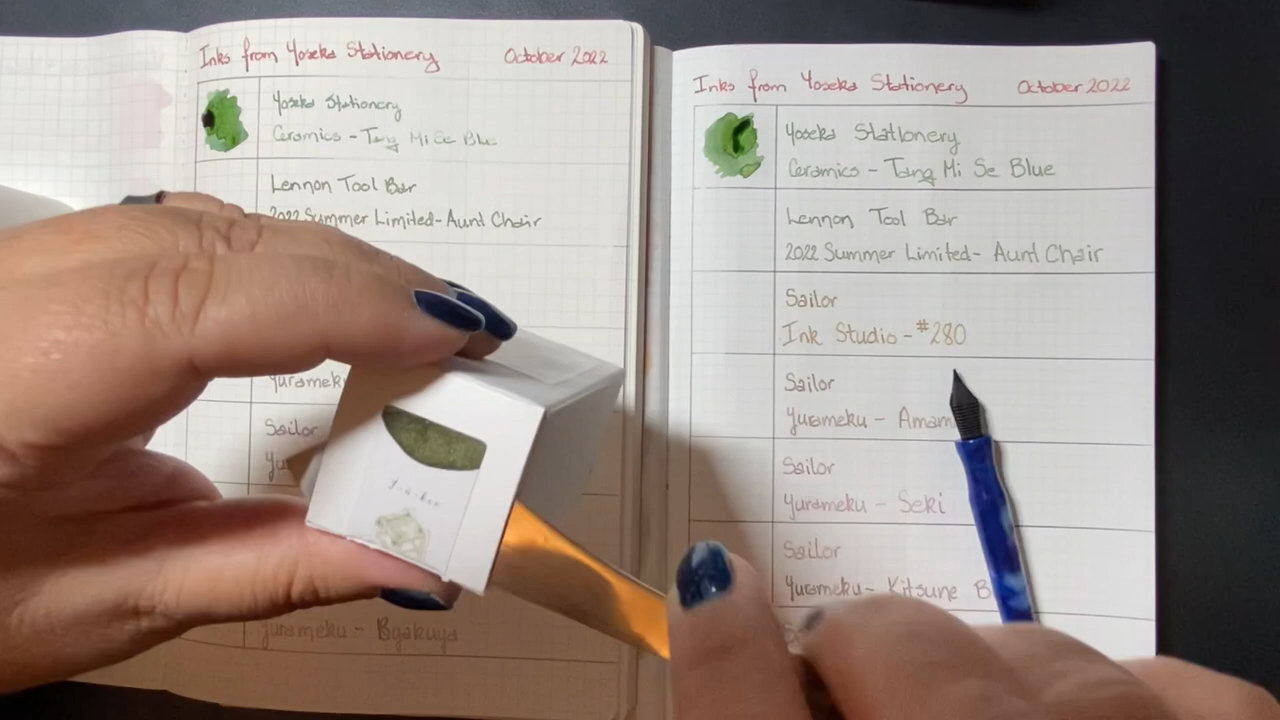 Inks from Yoseka Stationery October 2022
Yoseka Stationery
Ceramics - Tang Mi Se Blue
Lennon Tool Bar
2022 Summer Limited- Aunt Chair
Yurameku
Sailor
Yu
Yurameku - Byakuya
Inks from Yoseka Stationery October 2022
Yoseka Stationery
Ceramics - Tang Mi Se Blue
Lennon Tool Bar
2022 Summer Limited- Aunt Chair
Sailor
Ink Studio - #280
Sailor
Yurameku - Amam
Sailor
Yurameku - Seki
Sailor
Yurameku- Kitsune B